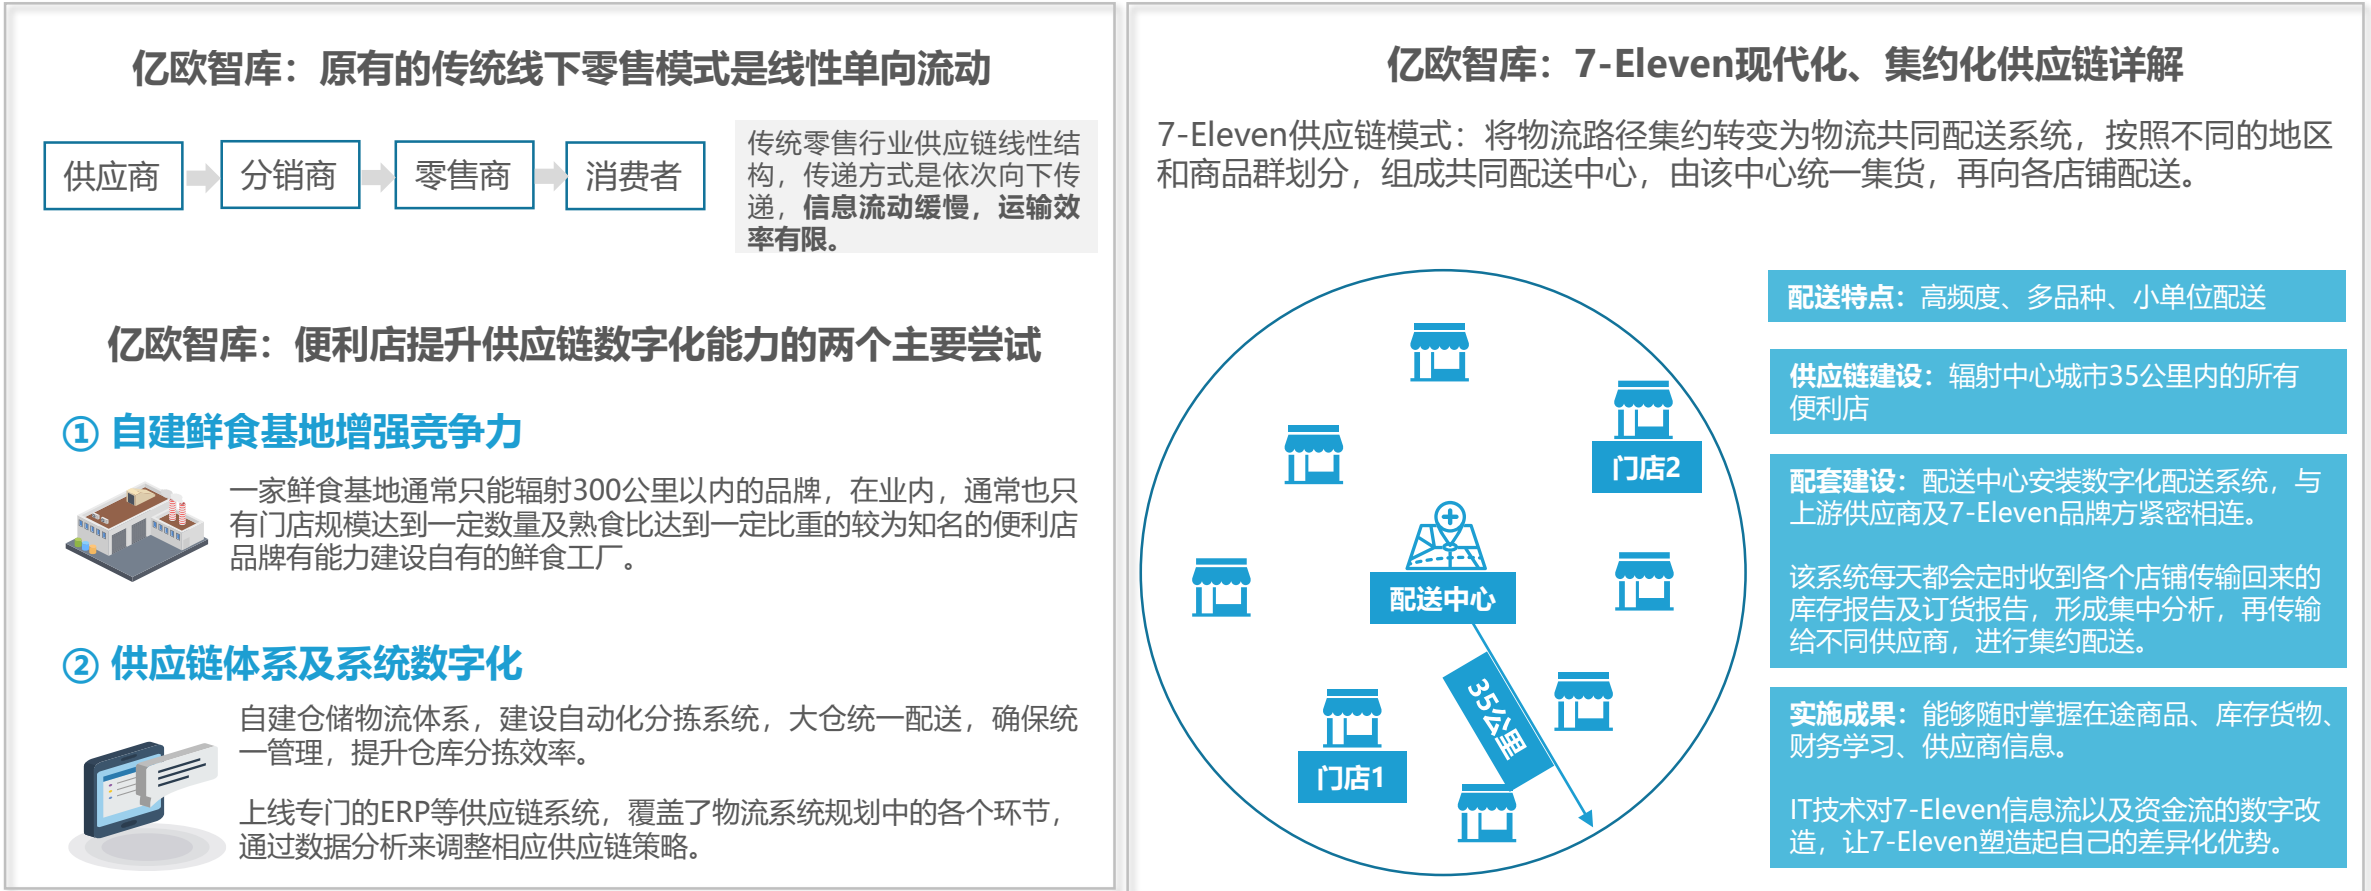 亿欧智库：原有的传统线下零售模式是线性单向流动
供应商
分销商
零售商
消费者
传统零售行业供应链线性结
构，传递方式是依次向下传
递，信息流动缓慢，运输效
率有限。
亿欧智库：便利店提升供应链数字化能力的两个主要尝试
① 自建鲜食基地增强竞争力
一家鲜食基地通常只能辐射300公里以内的品牌，在业内，通常也只
有门店规模达到一定数量及熟食比达到一定比重的较为知名的便利店
品牌有能力建设自有的鲜食工厂。
② 供应链体系及系统数字化
自建仓储物流体系，建设自动化分拣系统，大仓统一配送，确保统
一管理，提升仓库分拣效率。
上线专门的ERP等供应链系统，覆盖了物流系统规划中的各个环节，
通过数据分析来调整相应供应链策略。
亿欧智库：7-Eleven现代化、集约化供应链详解
7-Eleven供应链模式：将物流路径集约转变为物流共同配送系统，按照不同的地区
和商品群划分，组成共同配送中心，由该中心统一集货，再向各店铺配送。
门店2
配送中心
35公里
门店1
配送特点：高频度、多品种、小单位配送
供应链建设：辐射中心城市35公里内的所有
便利店
配套建设：配送中心安装数字化配送系统，与
上游供应商及7-Eleven品牌方紧密相连。
该系统每天都会定时收到各个店铺传输回来的
库存报告及订货报告，形成集中分析，再传输
给不同供应商，进行集约配送。
实施成果：能够随时掌握在途商品、库存货物、
财务学习、供应商信息。
IT技术对7-Eleven信息流以及资金流的数字改
造，让7-Eleven塑造起自己的差异化优势。